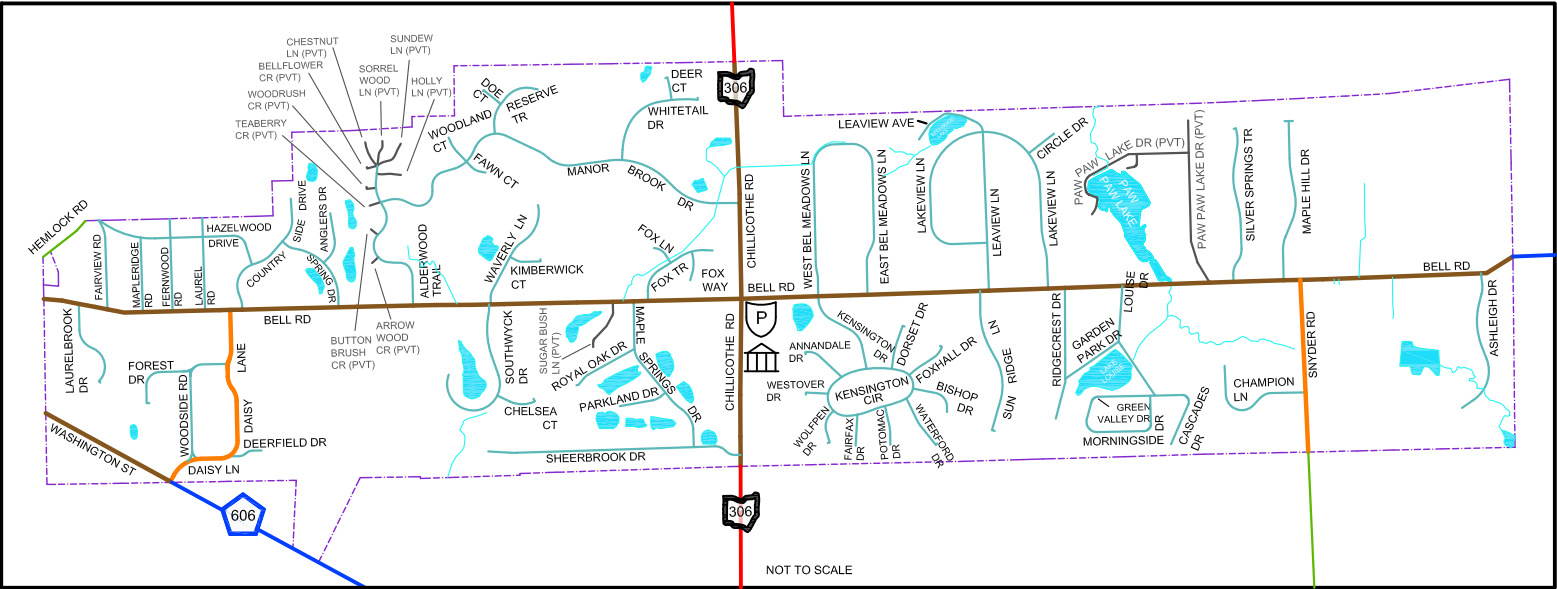 CHESTNUT
LN (PVT)
SUNDEW
LN (PVT)
BELLFLOWER
CR (PVT)
SORREL
WOOD
LN (PVT)
HOLLY
LN (PVT)
WOODRUSH
CR (PVT)
TEABERRY
CR (PVT)
DOE
CT
RESERVE
TR
WOODLAND
CT
FAWN CT
DEER
CT
WHITETAIL
DR
MANOR
BROOK
DR
306
LEAVIEW AVE
CIRCLE DR
PAW PAW LAKE DR (PVT)
PAW
PAW LAKE
PAW PAW LAKE DR (PVT)
SILVER SPRINGS TR
MAPLE HILL DR
HEMLOCK RD
FAIRVIEW RD
MAPLERIDGE
RD
FERNWOOD
RD
LAUREL
RD
HAZELWOOD
DRIVE
COUNTRY
SIDE
DRIVE
ANGLERS DR
SPRING DR
ALDERWOOD
TRAIL
WAVERLY LN
KIMBERWICK
CT
FOX LN
FOX TR
FOX
WAY
CHILLICOTHE RD
WEST BEL MEADOWS LN
EAST BEL MEADOWS LN
LAKEVIEW LN
LEAVIEW LN
LAKEVIEW LN
LOUISE
DR
BELL RD
BELL RD
BELL RD
BUTTON
BRUSH
CR (PVT)
ARROW
WOOD
CR (PVT)
LAURELBROOK
DR
FOREST
DR
WOODSIDE RD
LANE
DAISY
DEERFIELD DR
DAISY LN
WASHINGTON ST
606
SOUTHWYCK
DR
CHELSEA
CT
SUGAR BUSH
LN (PVT)
ROYAL OAK DR
MAPLE
SPRINGS
DR
PARKLAND DR
SHEERBROOK DR
CHILLICOTHE RD
P
306
KENSINGTON
DR
ANNANDALE
DR
WESTOVER
DR
DORSET DR
FOXHALL DR
KENSINGTON
CIR
BISHOP
DR
WOLFPEN
DR
FAIRFAX
DR
POTOMAC
DR
WATERFORD
DR
SUN RIDGE
LN
RIDGECREST DR
GARDEN
PARK DR
LAKE
LOUISE
GREEN
VALLEY DR
MORNINGSIDE
DR
CASCADES
DR
CHAMPION
LN
SNYDER RD
ASHLEIGH DR
NOT TO SCALE